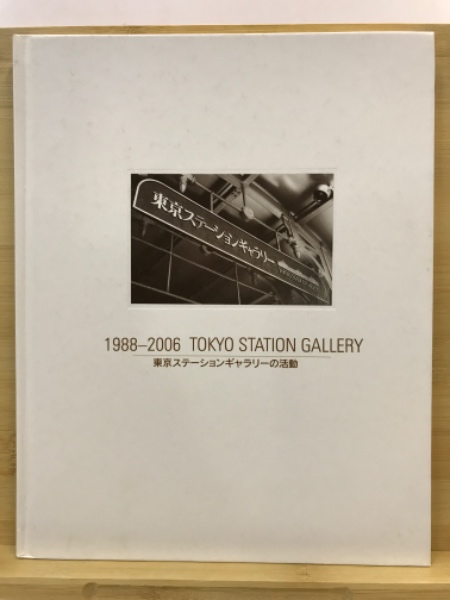 東京ステーションギャラリー
1988–2006 TOKYO STATION GALLERY
東京ステーションギャラリーの活動